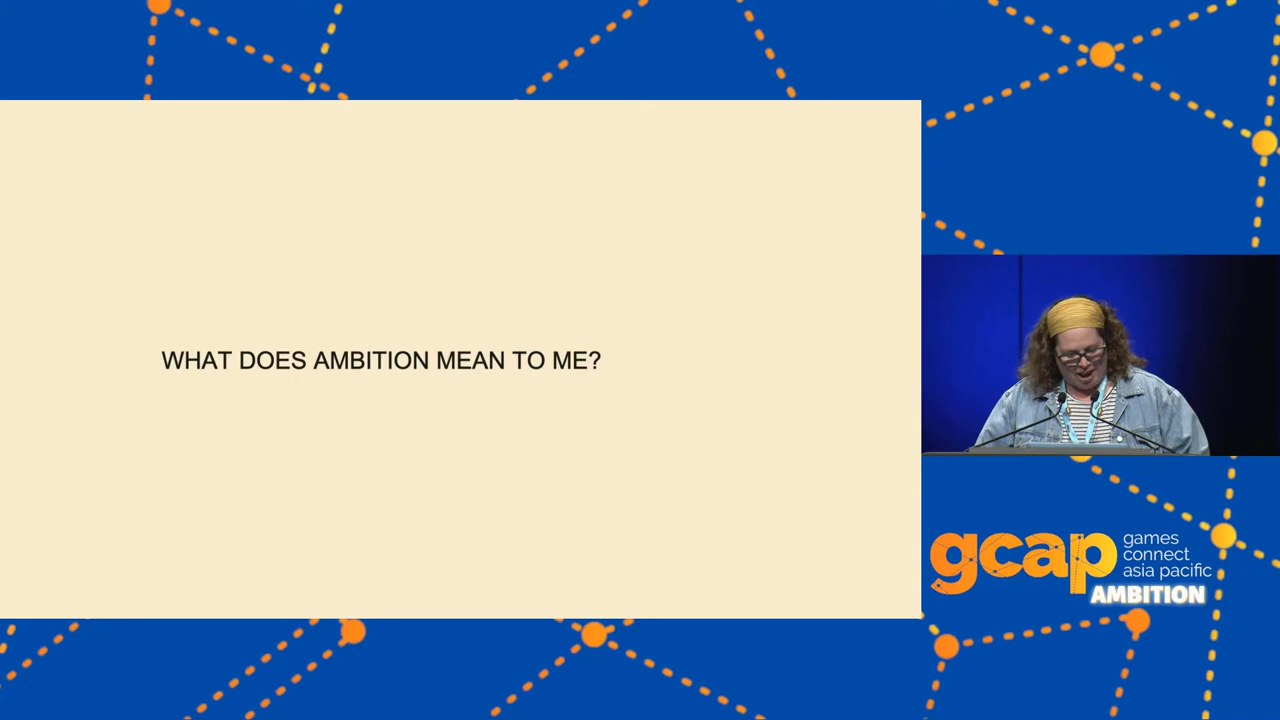 WHAT DOES AMBITION MEAN TO ME?
gcap
games
connect
asia pacific
AMBITION